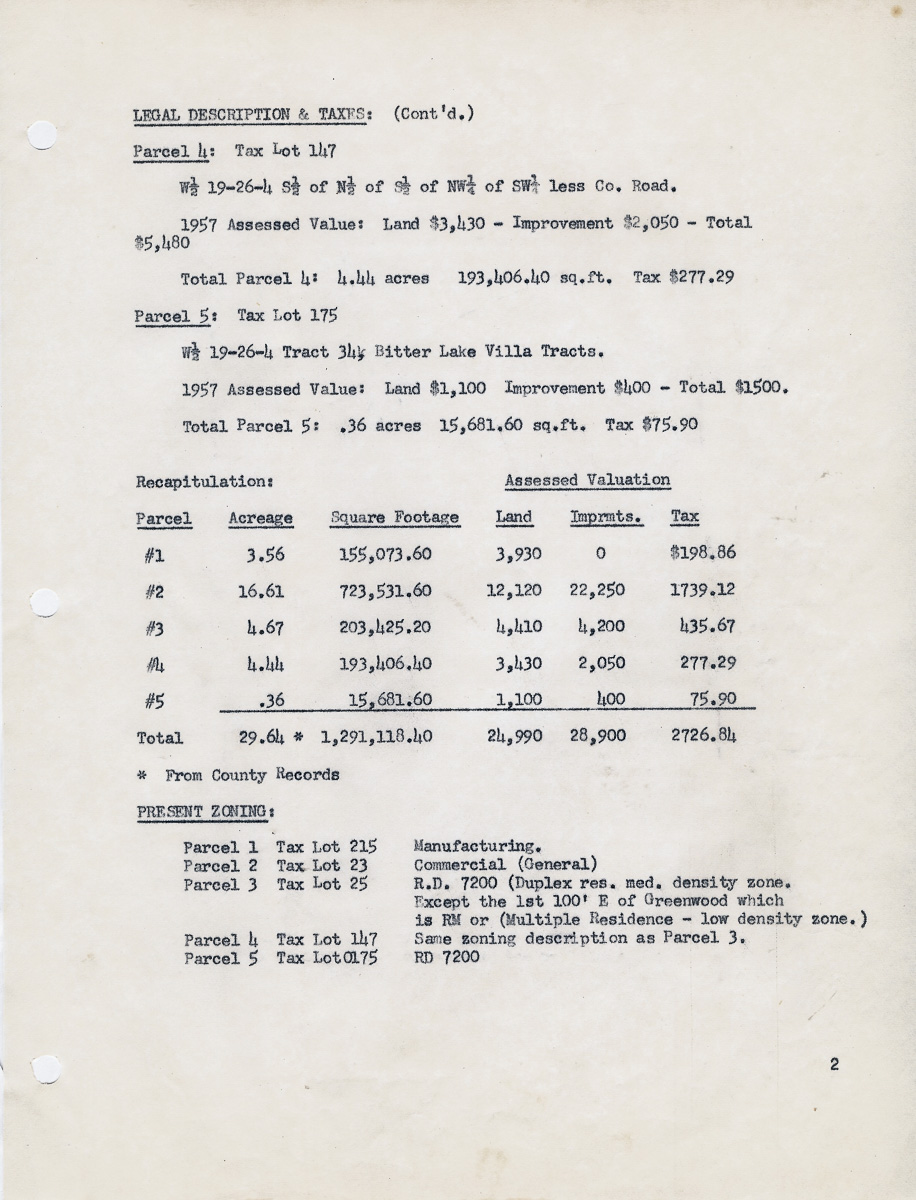 LEGAL DESCRIPTION & TAXES: (Cont'd.)
Parcel 4: Tax Lot 147
W½ 19-26-4 S½ of N½ of S½ of NW¼ of SW¼ less Co. Road.
1957 Assessed Value: Land $3,430 - Improvement $2,050 - Total
$5,480
Total Parcel 4: 4.44 acres 193,406.40 sq.ft. Tax $277.29
Parcel 5: Tax Lot 175
W½ 19-26-4 Tract 34 Bitter Lake Villa Tracts.
1957 Assessed Value: Land $1,100 Improvement $400 - Total $1500.
Total Parcel 5: .36 acres 15,681.60 sq.ft. Tax $75.90
Recapitulation: Assessed Valuation
Parcel Acreage Square Footage Land Imprmts. Tax
#1 3.56 155,073.60 3,930 0 $198.86
#2 16.61 723,531.60 12,120 22,250 1739.12
#3 4.67 203,425.20 4,410 4,200 435.67
#4 4.44 193,406.40 3,430 2,050 277.29
#5 .36 15,681.60 1,100 400 75.90
Total 29.64 * 1,291,118.40 24,990 28,900 2726.84
* From County Records
PRESENT ZONING:
Parcel 1 Tax Lot 215 Manufacturing.
Parcel 2 Tax Lot 23 Commercial (General)
Parcel 3 Tax Lot 25 R.D. 7200 (Duplex res. med. density zone.
Except the 1st 100' E of Greenwood which
is RM or (Multiple Residence - low density zone.)
Parcel 4 Tax Lot 147 Same zoning description as Parcel 3.
Parcel 5 Tax Lot0175 RD 7200
2